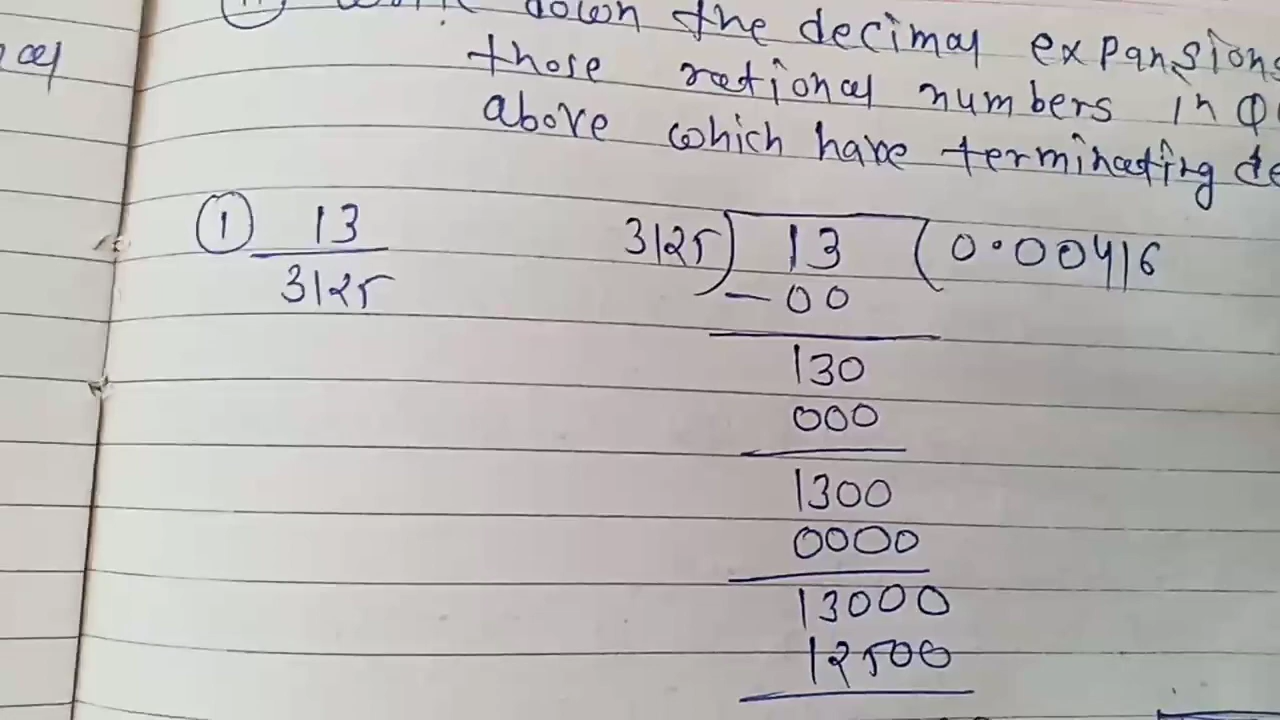 down the decimal expansions
those rational numbers in Q
above which have terminating de
① 13
3125
3125) 13 (0.00416
- 00
130
000
1300
0000
13000
12500